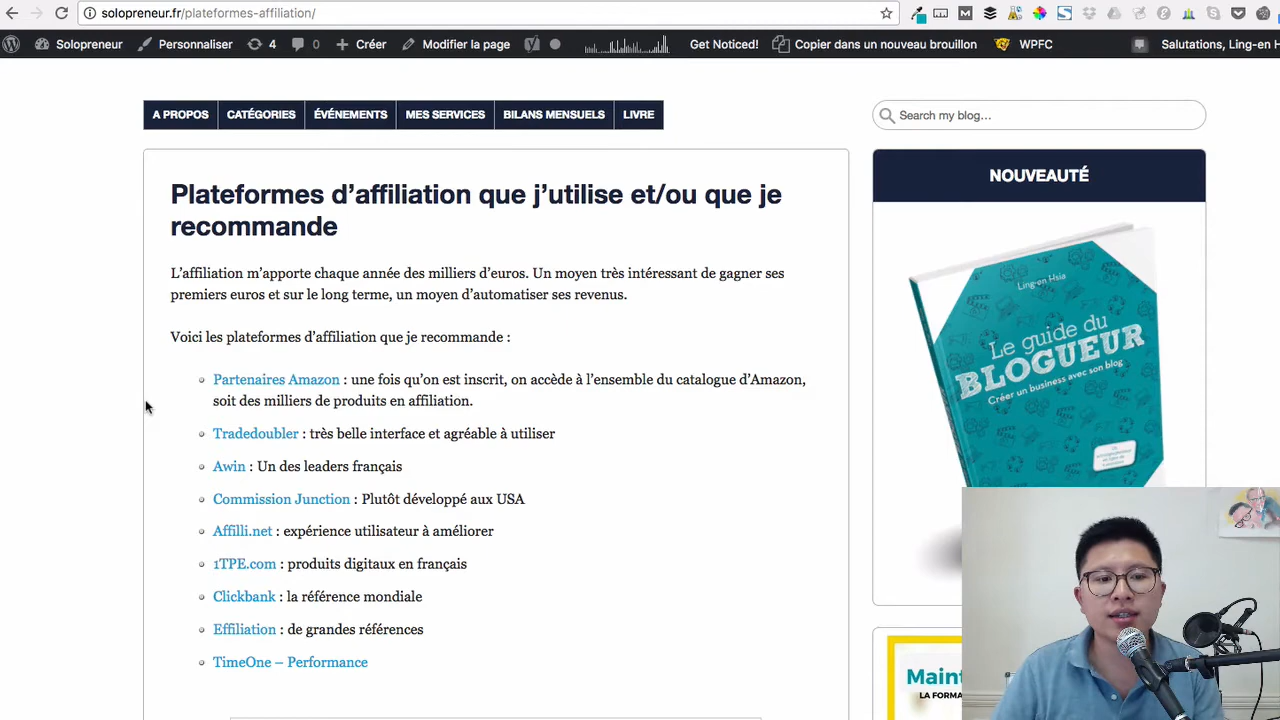 solopreneur.fr/plateformes-affiliation/
Solopreneur Personnaliser 4 0 Créer Modifier la page Get Noticed! Copier dans un nouveau brouillon WPFC Salutations, Ling-en H
A PROPOS CATÉGORIES ÉVÉNEMENTS MES SERVICES BILANS MENSUELS LIVRE
Search my blog...
Plateformes d’affiliation que j’utilise et/ou que je
recommande
L’affiliation m’apporte chaque année des milliers d’euros. Un moyen très intéressant de gagner ses
premiers euros et sur le long terme, un moyen d’automatiser ses revenus.
Voici les plateformes d’affiliation que je recommande :
Partenaires Amazon : une fois qu’on est inscrit, on accède à l’ensemble du catalogue d’Amazon,
soit des milliers de produits en affiliation.
Tradedoubler : très belle interface et agréable à utiliser
Awin : Un des leaders français
Commission Junction : Plutôt développé aux USA
Affilli.net : expérience utilisateur à améliorer
1TPE.com : produits digitaux en français
Clickbank : la référence mondiale
Effiliation : de grandes références
TimeOne – Performance
NOUVEAUTÉ
Ling-en Hsia
Le guide du
BLOGUEUR
Créer un business avec son blog
Maint
LA FORMA